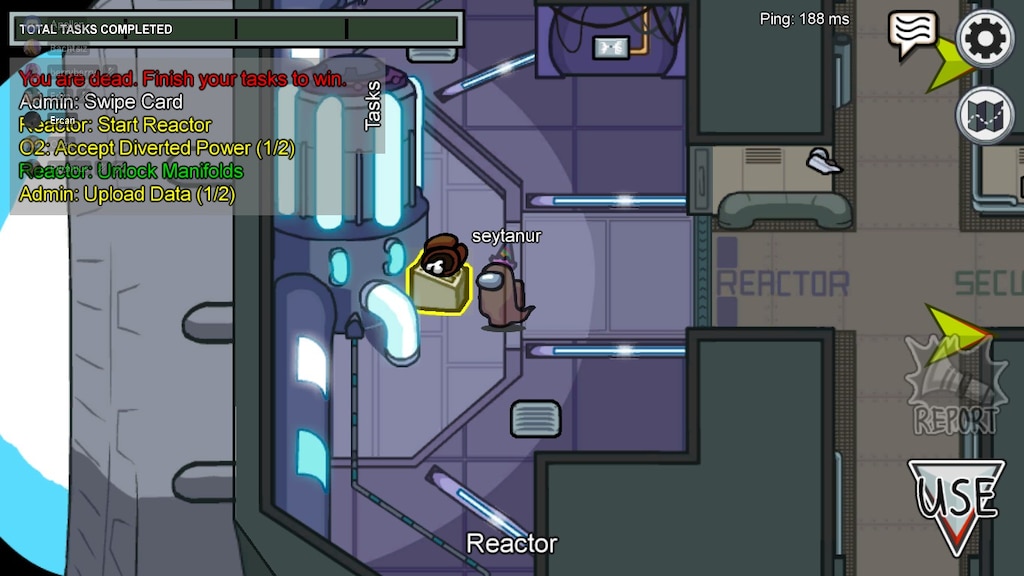 TOTAL TASKS COMPLETED
Ping: 188 ms
You are dead. Finish your tasks to win.
Admin: Swipe Card
Reactor: Start Reactor
O2: Accept Diverted Power (1/2)
Reactor: Unlock Manifolds
Admin: Upload Data (1/2)
Tasks
Ercan
seytanur
REACTOR
SECU
REPORT
USE
Reactor